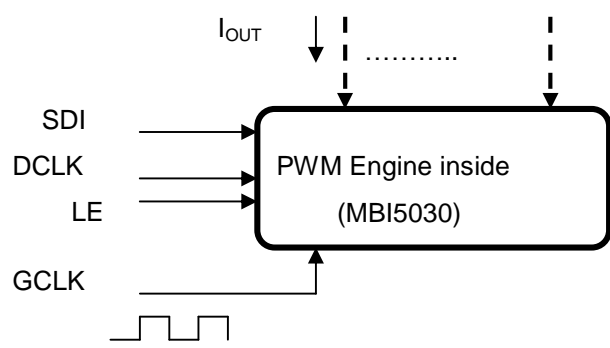 IOUT
………..
SDI
DCLK
LE
PWM Engine inside
(MBI5030)
GCLK